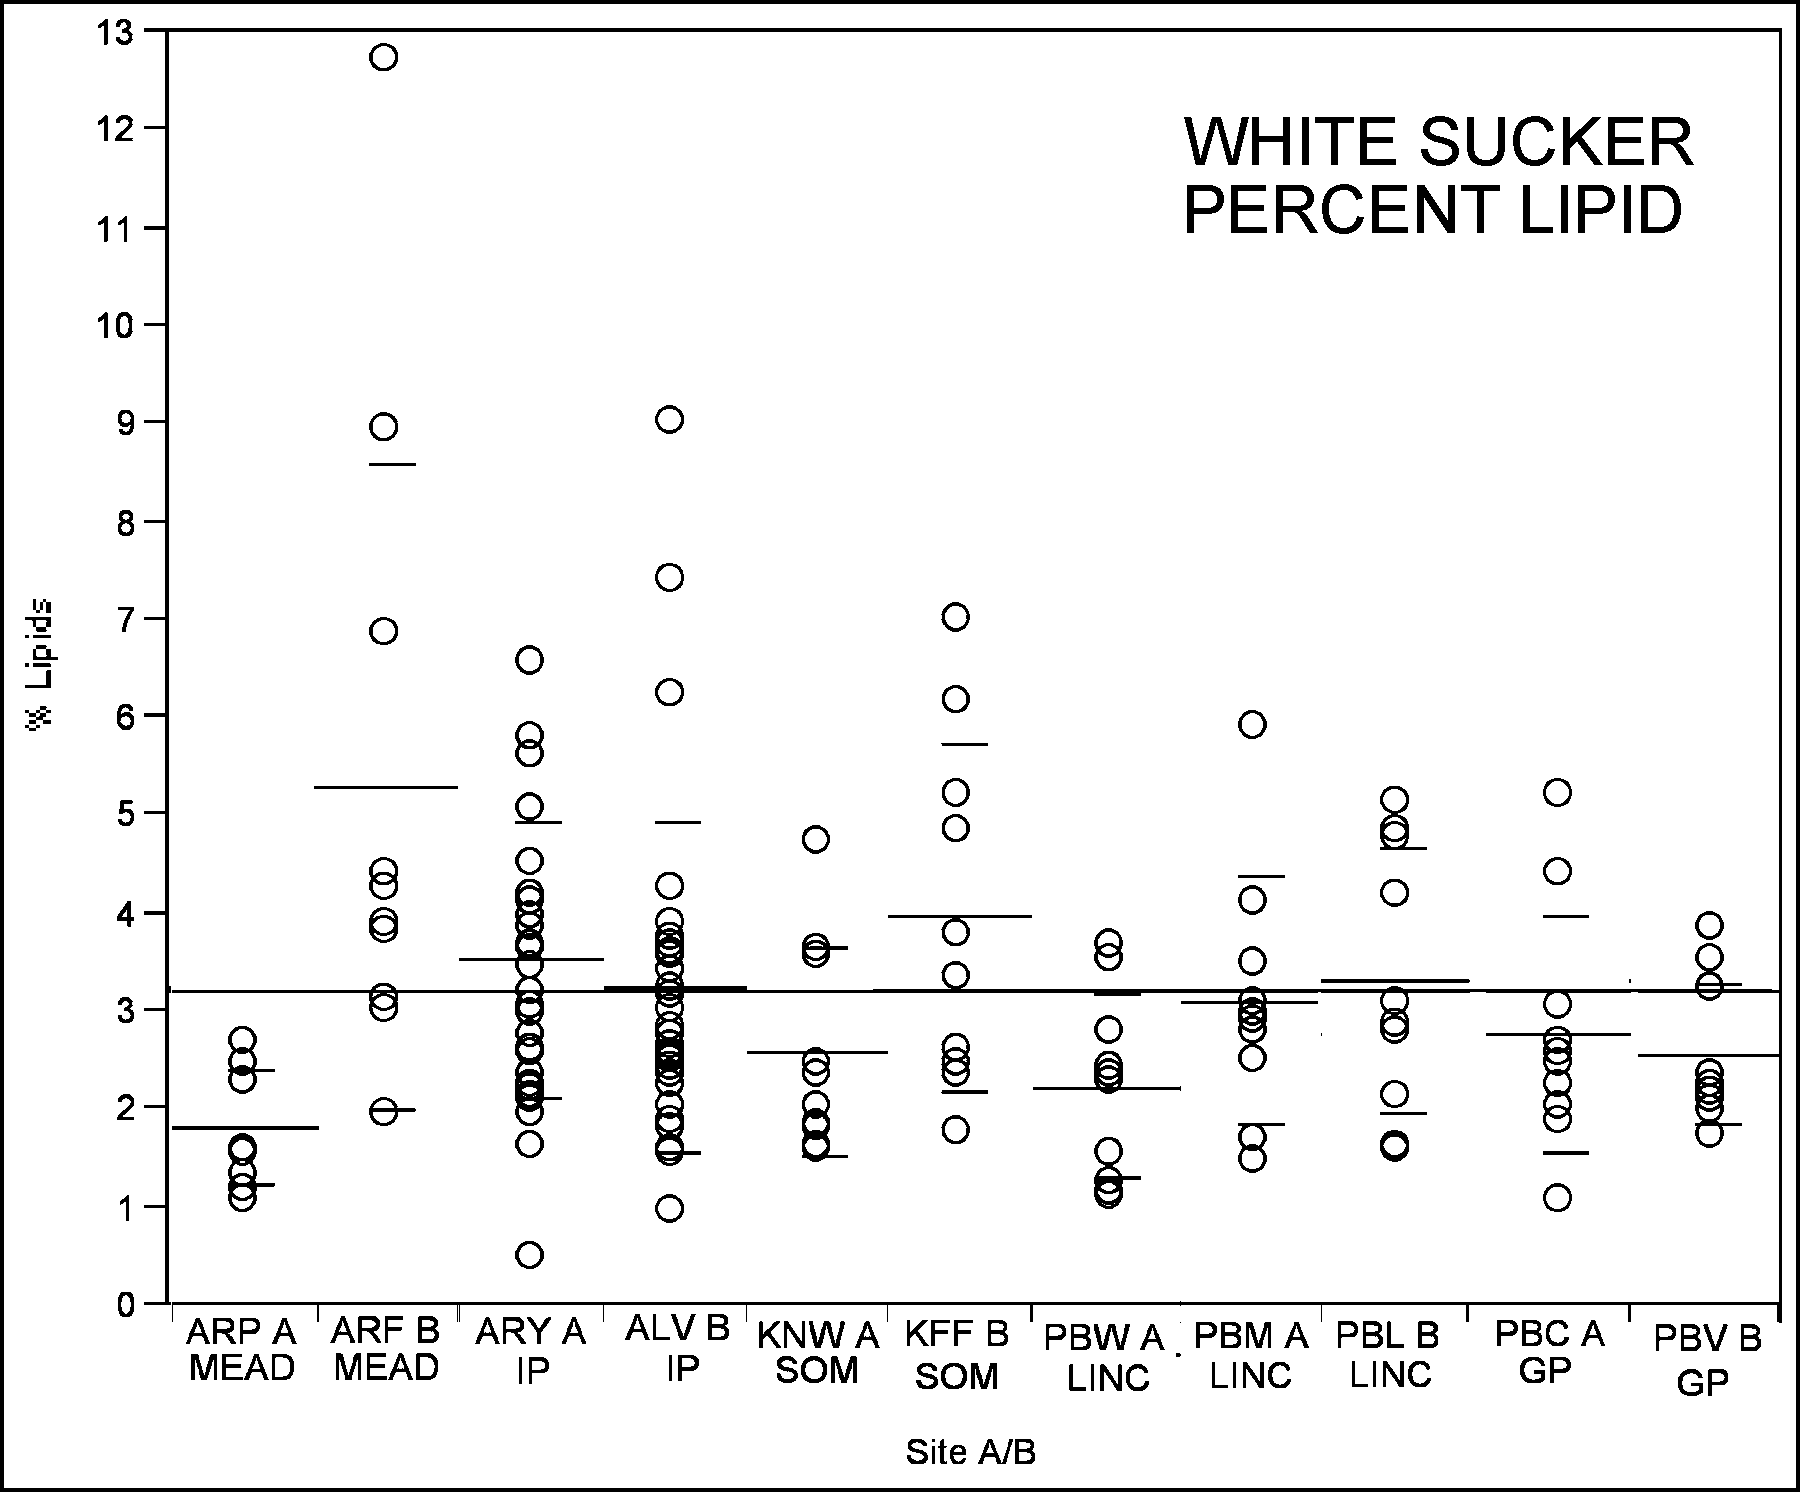 WHITE SUCKER
PERCENT LIPID
% Lipids
13
12
11
10
9
8
7
6
5
4
3
2
1
0
ARP A
MEAD
ARF B
MEAD
ARY A
IP
ALV B
IP
KNW A
SOM
KFF B
SOM
PBW A
LINC
PBM A
LINC
PBL B
LINC
PBC A
GP
PBV B
GP
Site A/B